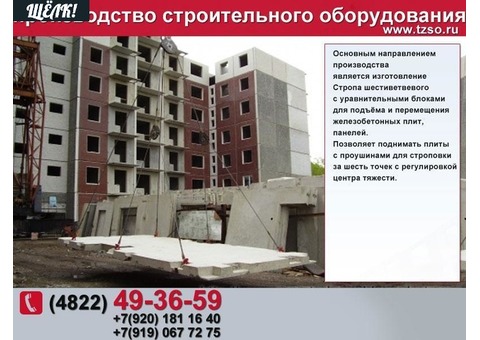 ЩЁЛК!
производство строительного оборудования
www.tzso.ru
Основным направлением
производства
является изготовление
Стропа шестиветвевого
с уравнительными блоками
для подъёма и перемещения
железобетонных плит,
панелей.
Позволяет поднимать плиты
с проушинами для строповки
за шесть точек с регулировкой
центра тяжести.
(4822) 49-36-59
+7(920) 181 16 40
+7(919) 067 72 75